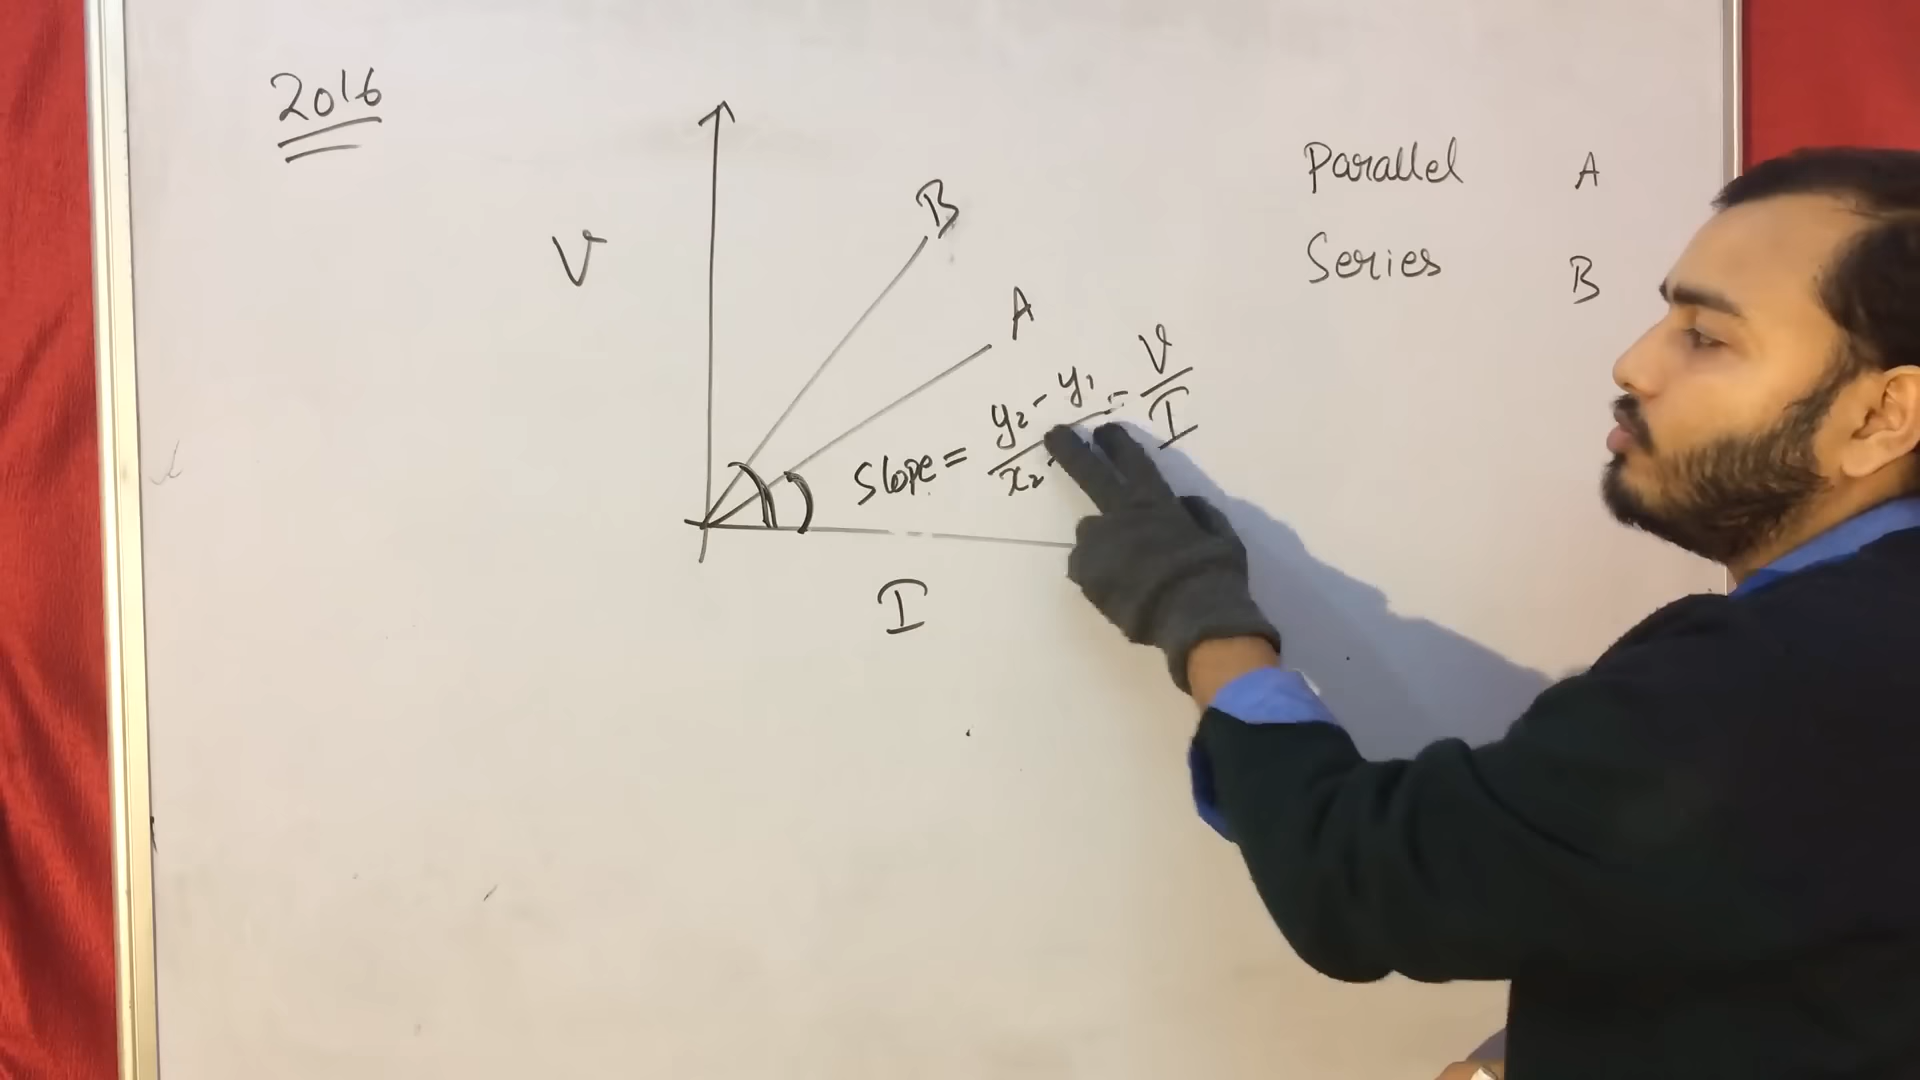 2016
Parallel A
Series B
B
V
A
Slope = y₂ - y₁ = V
x₂ - I
I